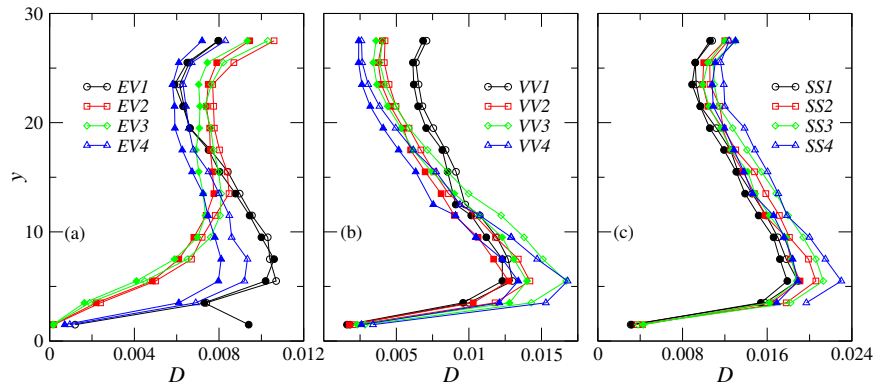 30
20
10
0
y
EV1
EV2
EV3
EV4
(a)
0
0.004
0.008
0.012
D
VV1
VV2
VV3
VV4
(b)
0.005
0.01
0.015
D
SS1
SS2
SS3
SS4
(c)
0
0.008
0.016
0.024
D